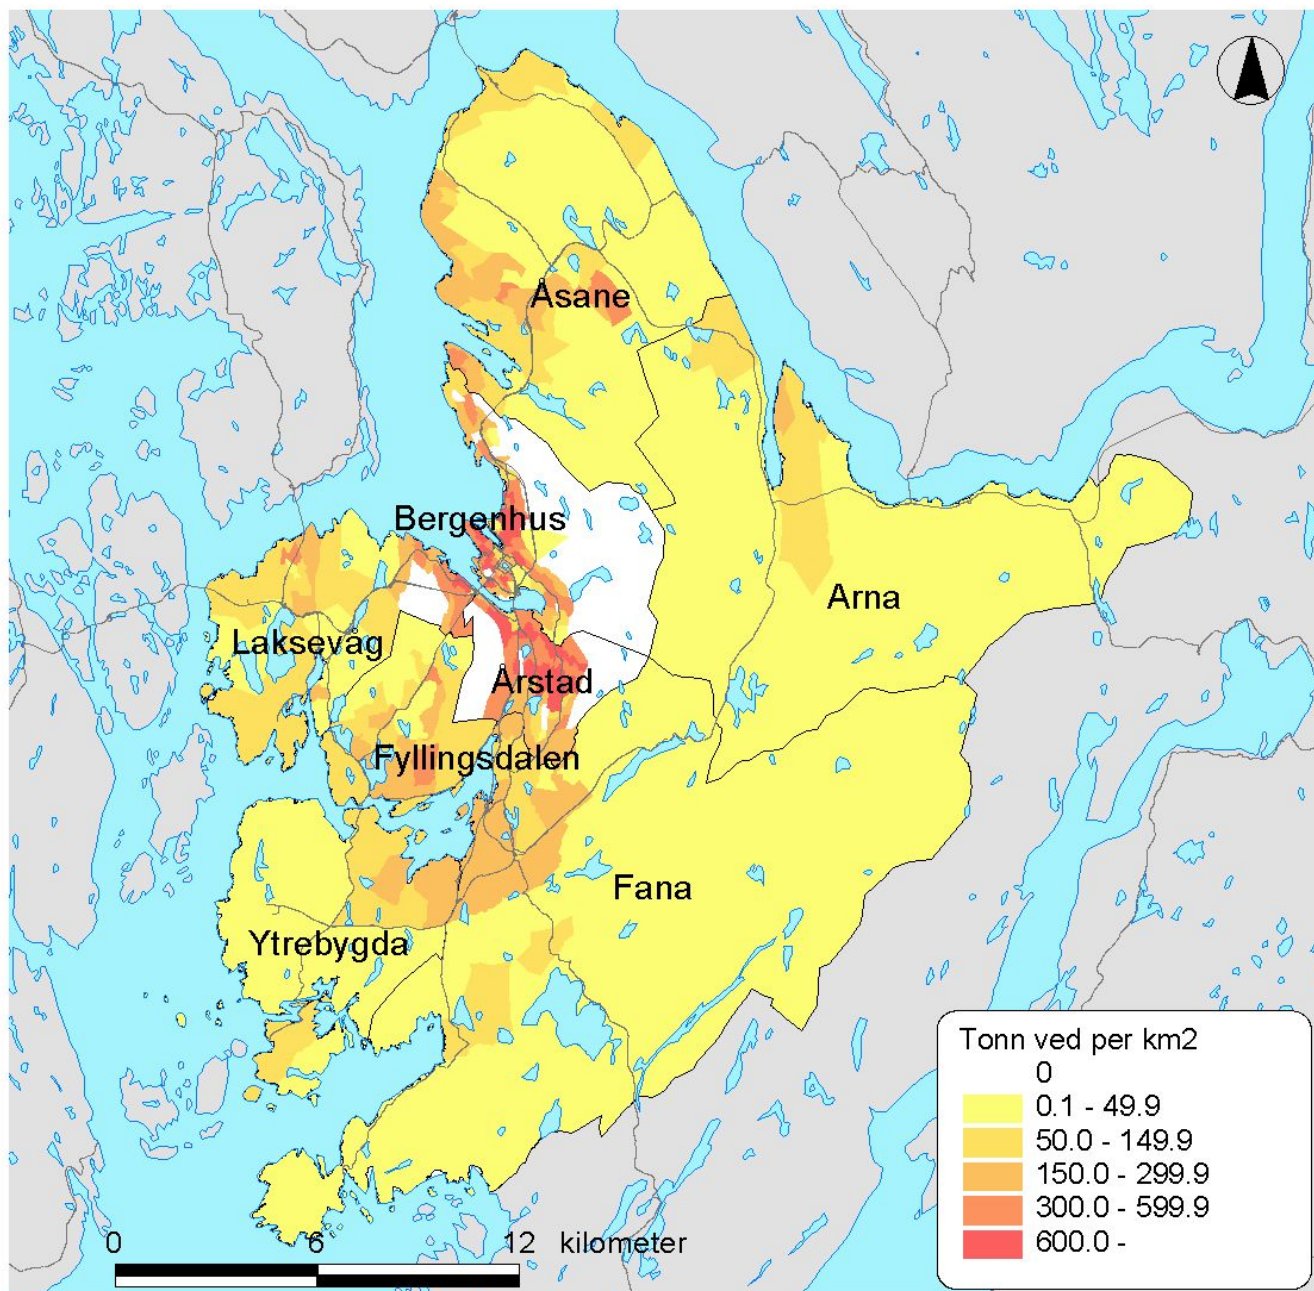 Åsane
Bergenhus
Arna
Laksevåg
Årstad
Fyllingsdalen
Fana
Ytrebygda
Tonn ved per km2
0
0.1 - 49.9
50.0 - 149.9
150.0 - 299.9
300.0 - 599.9
600.0 -
0 6 12 kilometer